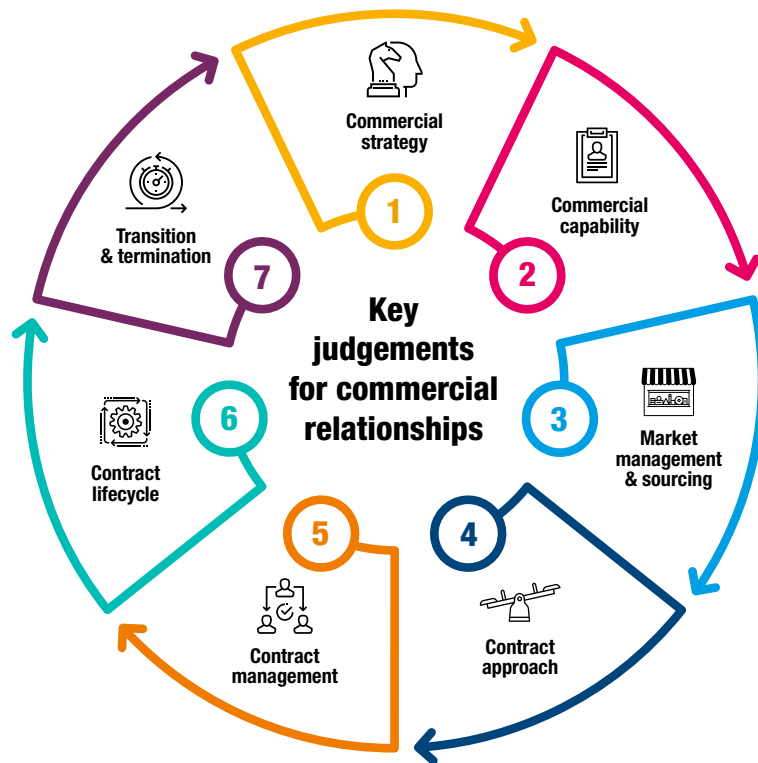 Key
judgements
for commercial
relationships
1
Commercial
strategy
2
Commercial
capability
3
Market
management
& sourcing
4
Contract
approach
5
Contract
management
6
Contract
lifecycle
7
Transition
& termination